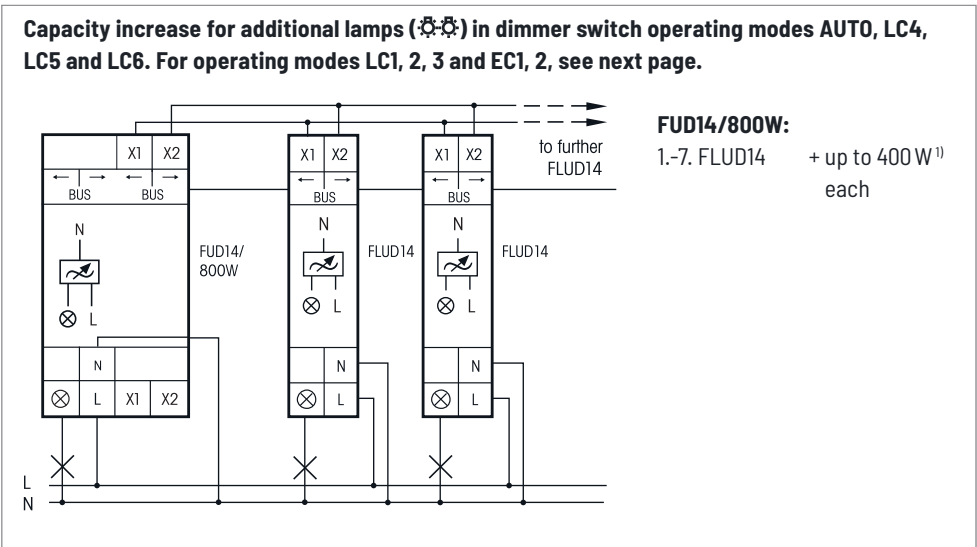 Capacity increase for additional lamps () in dimmer switch operating modes AUTO, LC4,
LC5 and LC6. For operating modes LC1, 2, 3 and EC1, 2, see next page.
FUD14/800W:
1.-7. FLUD14 + up to 400 W 1)
each
to further
FLUD14
X1 X2
BUS BUS
N
L
FUD14/
800W
N
L X1 X2
X1 X2
BUS
N
L
FLUD14
N
L
X1 X2
BUS
N
L
FLUD14
N
L
L
N